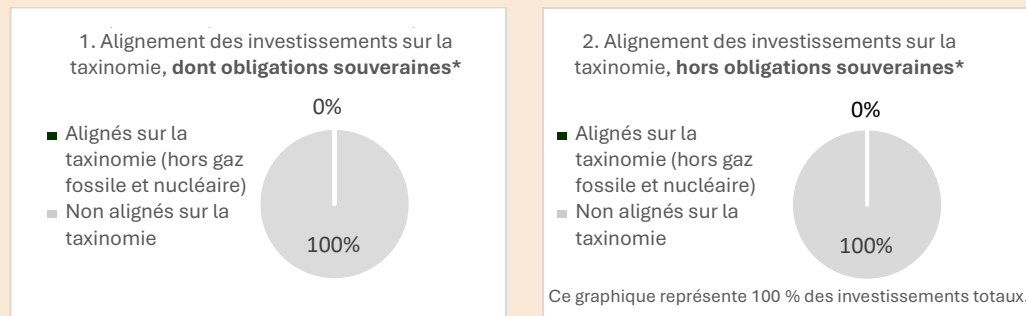 1. Alignement des investissements sur la
taxinomie, dont obligations souveraines*
0%
Alignés sur la
taxinomie (hors gaz
fossile et nucléaire)
Non alignés sur la
taxinomie
100%
2. Alignement des investissements sur la
taxinomie, hors obligations souveraines*
0%
Alignés sur la
taxinomie (hors gaz
fossile et nucléaire)
Non alignés sur la
taxinomie
100%
Ce graphique représente 100 % des investissements totaux.